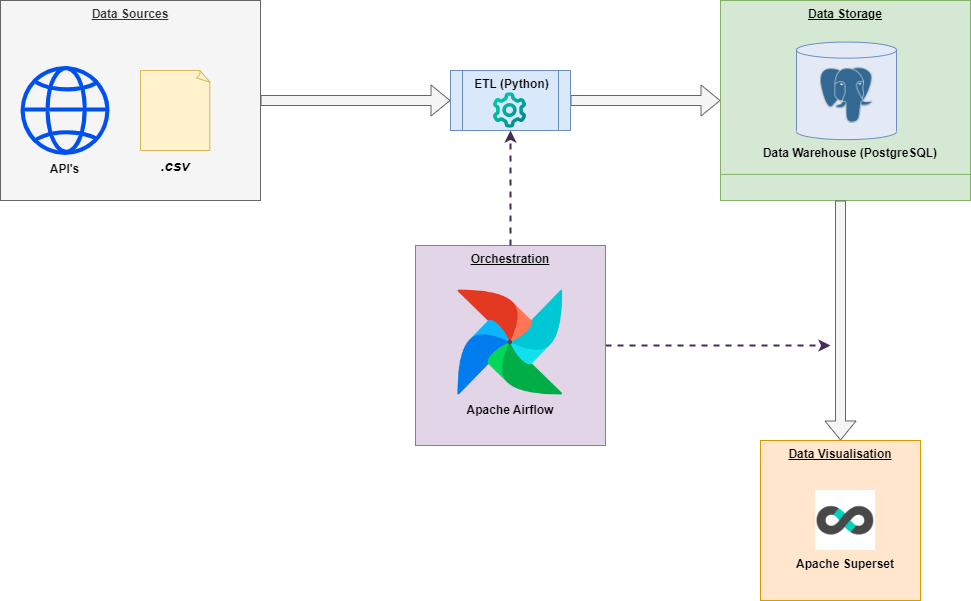 Data Sources
API's
.csv
ETL (Python)
Data Storage
Data Warehouse (PostgreSQL)
Orchestration
Apache Airflow
Data Visualisation
Apache Superset